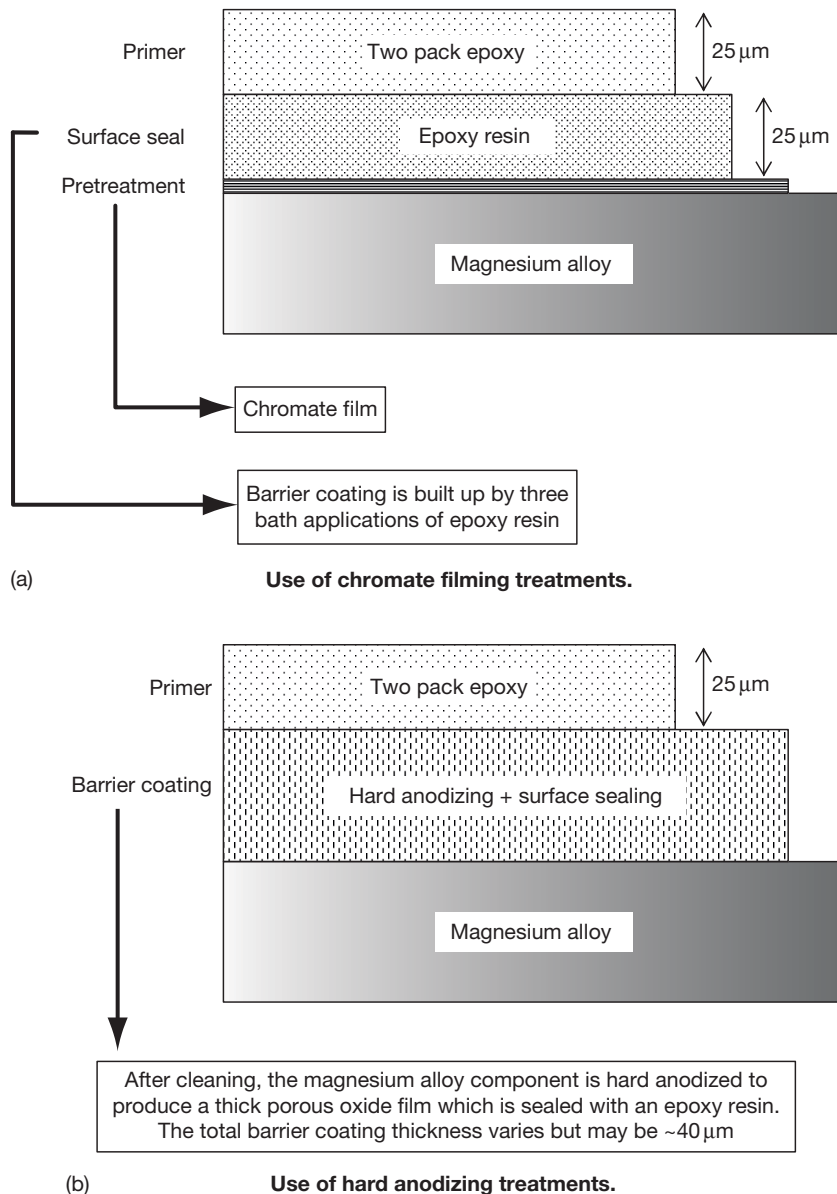 Primer
Two pack epoxy
25 μm
Surface seal
Epoxy resin
25 μm
Pretreatment
Magnesium alloy
Chromate film
Barrier coating is built up by three
bath applications of epoxy resin
(a)
Use of chromate filming treatments.
Primer
Two pack epoxy
25 μm
Barrier coating
Hard anodizing + surface sealing
Magnesium alloy
After cleaning, the magnesium alloy component is hard anodized to
produce a thick porous oxide film which is sealed with an epoxy resin.
The total barrier coating thickness varies but may be ~40 μm
(b)
Use of hard anodizing treatments.